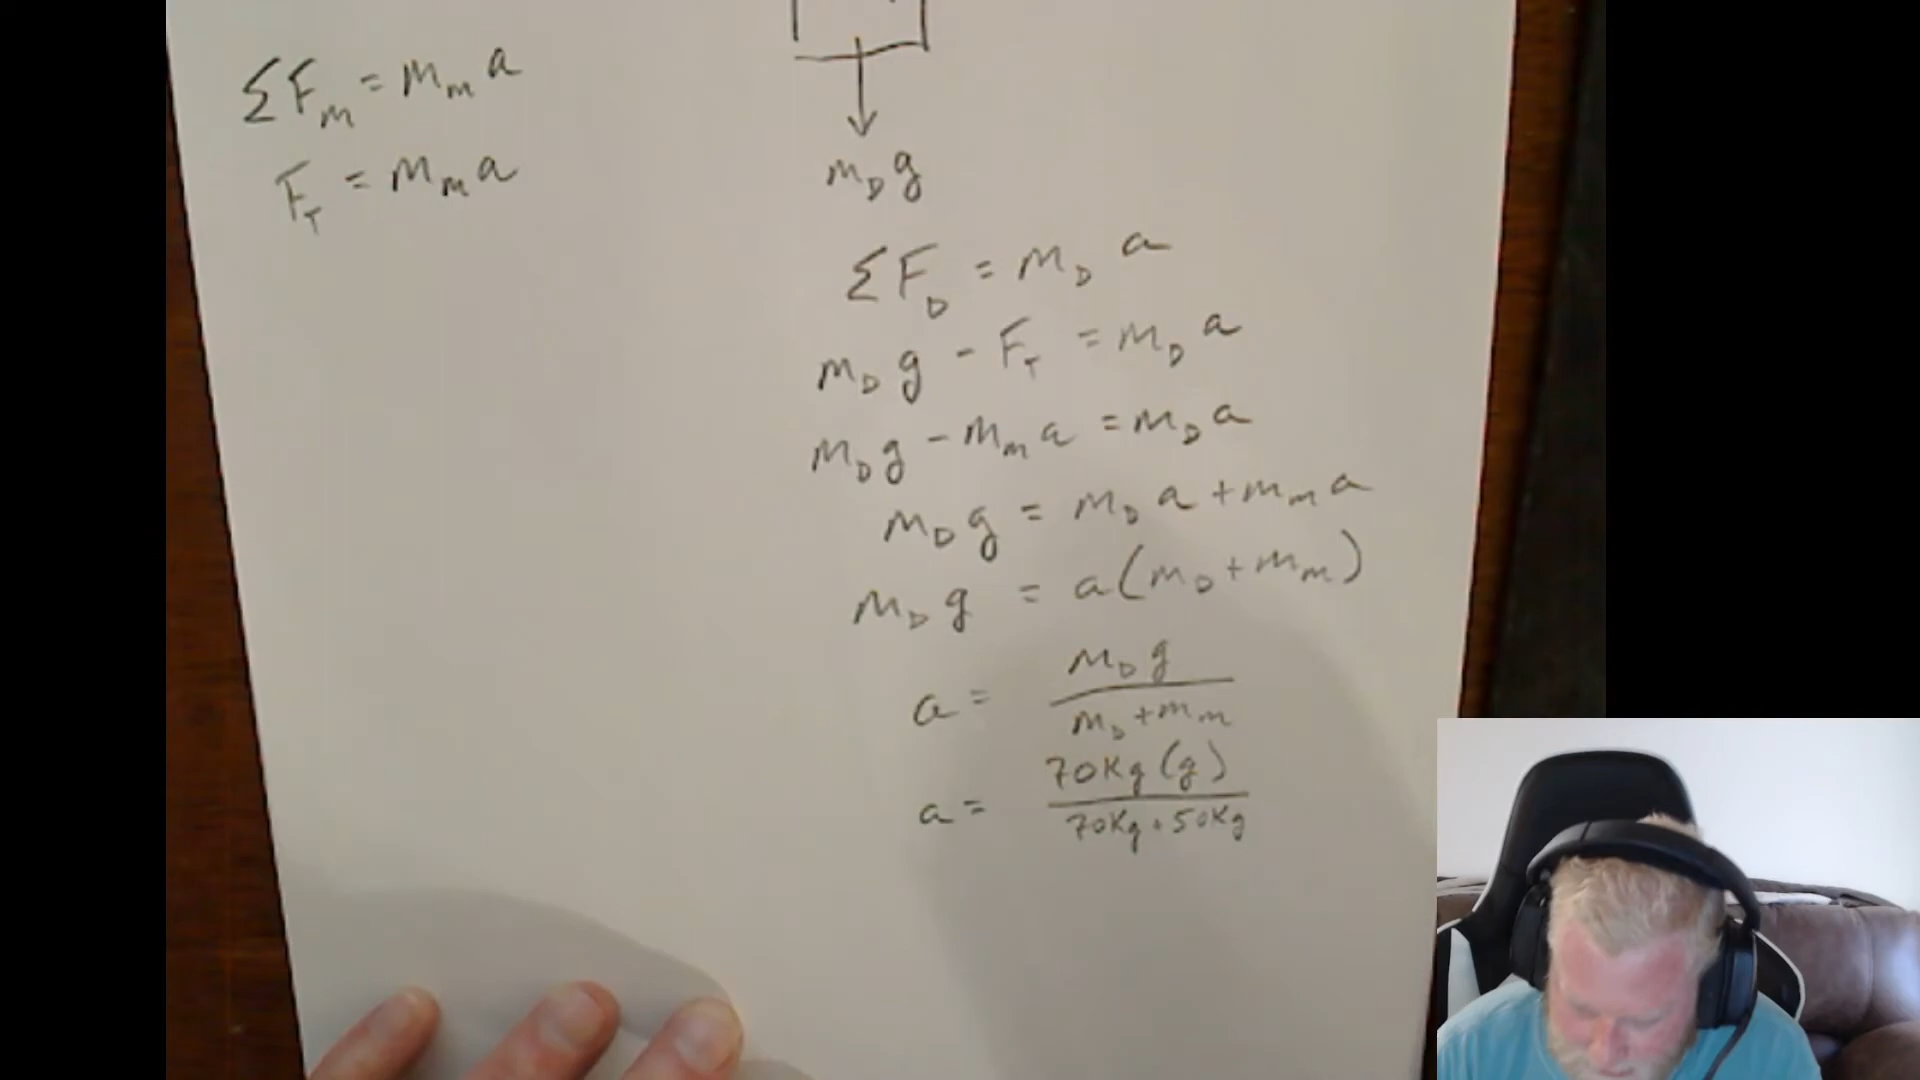 ΣF_m = m_m a
F_T = m_m a
m_D g
ΣF_D = m_D a
m_D g - F_T = m_D a
m_D g - m_m a = m_D a
m_D g = m_D a + m_m a
m_D g = a(m_D + m_m)
a = m_D g / m_D + m_m
a = 70Kg (g) / 70Kg + 50Kg